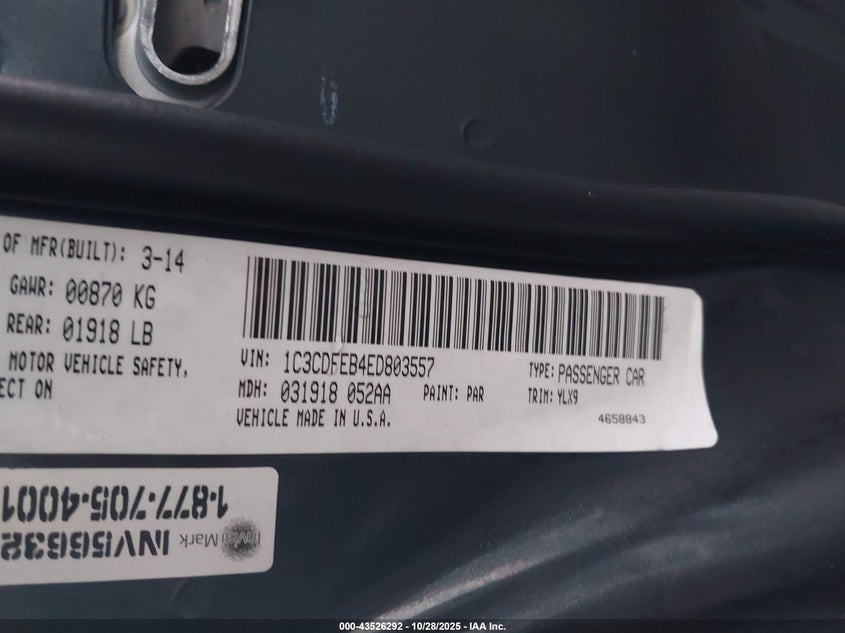 OF MFR(BUILT): 3-14
GAWR: 00870 KG
REAR: 01918 LB
MOTOR VEHICLE SAFETY,
ECT ON
VIN: 1C3CDFEB4ED803557
TYPE: PASSENGER CAR
MDH: 031918 052AA
PAINT: PAR
TRIM: YLX9
VEHICLE MADE IN U.S.A.
4658843
InvisiMark INV56632
1-877-705-4001
000-43526292 - 10/28/2025 - IAA Inc.